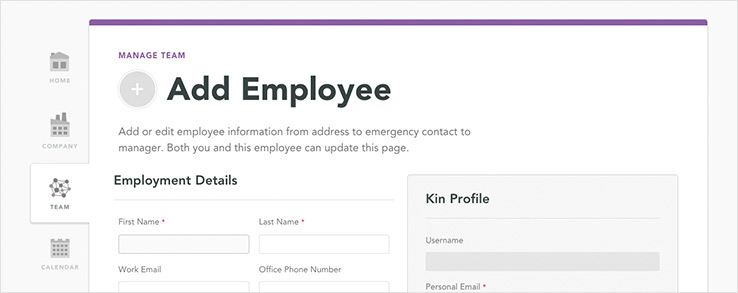 HOME
COMPANY
TEAM
CALENDAR
MANAGE TEAM
Add Employee
Add or edit employee information from address to emergency contact to
manager. Both you and this employee can update this page.
Employment Details
First Name *
Last Name *
Work Email
Office Phone Number
Kin Profile
Username
Personal Email *